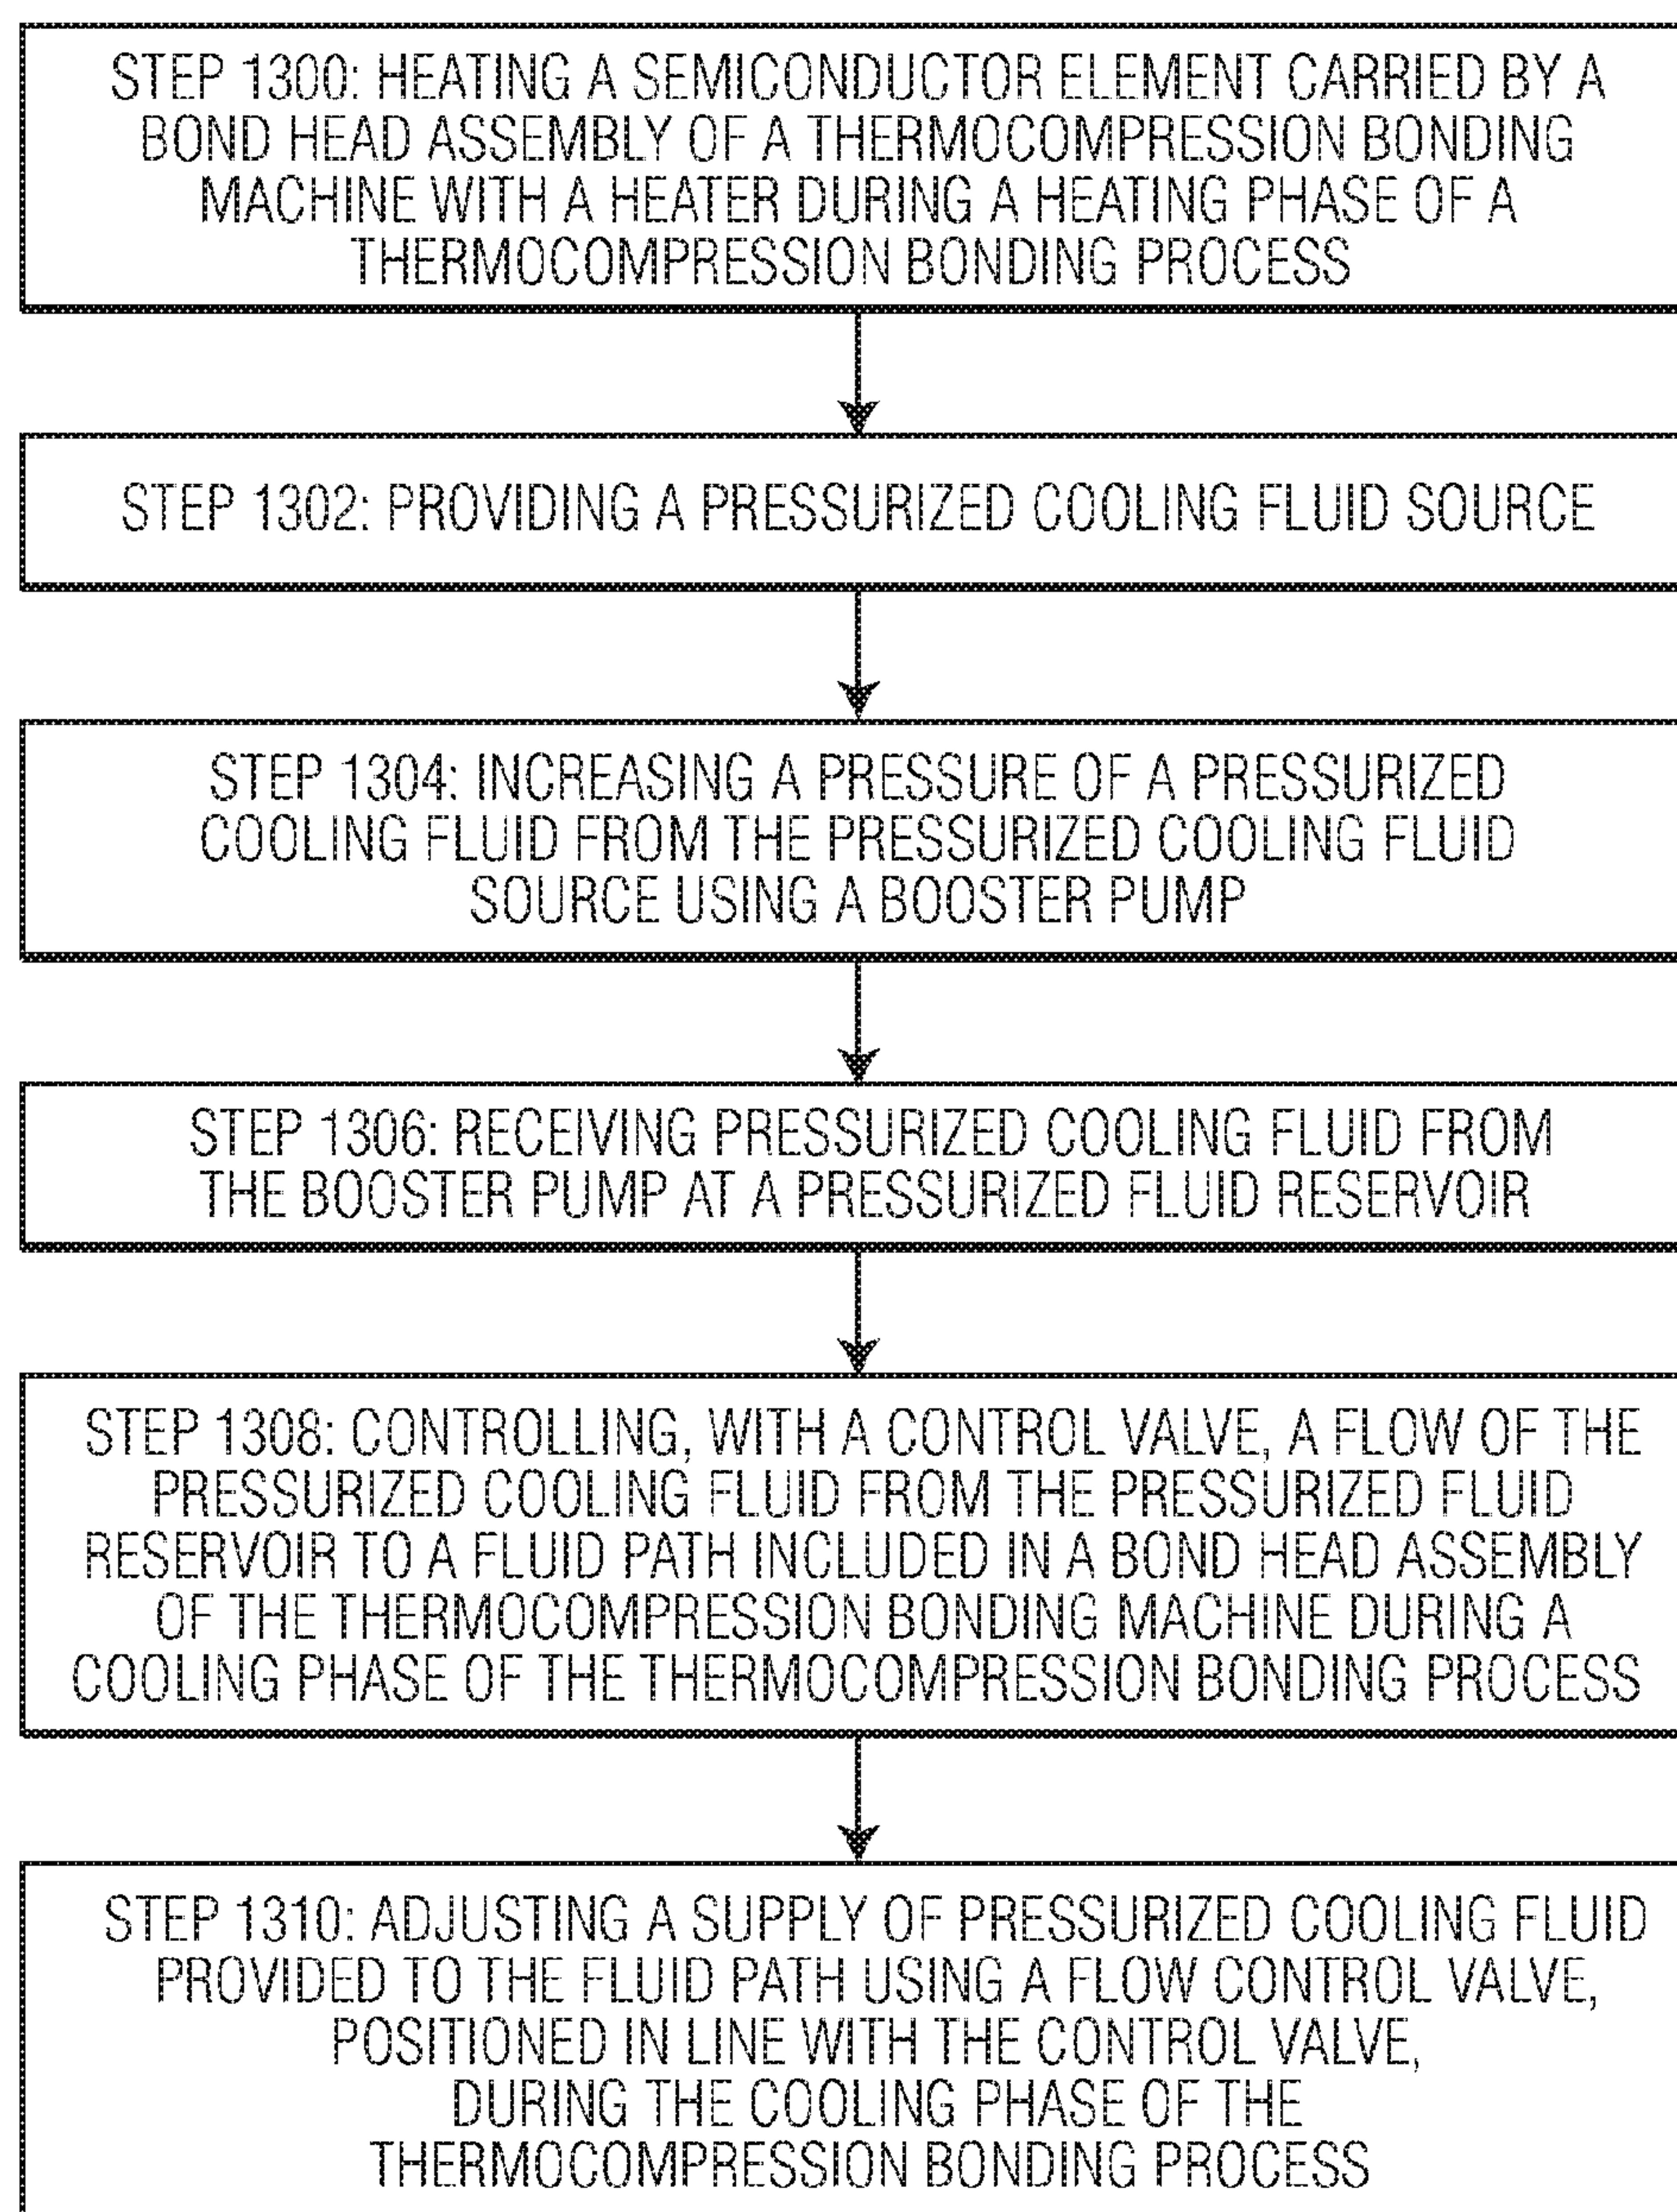 STEP 1300: HEATING A SEMICONDUCTOR ELEMENT CARRIED BY A
BOND HEAD ASSEMBLY OF A THERMOCOMPRESSION BONDING
MACHINE WITH A HEATER DURING A HEATING PHASE OF A
THERMOCOMPRESSION BONDING PROCESS
STEP 1302: PROVIDING A PRESSURIZED COOLING FLUID SOURCE
STEP 1304: INCREASING A PRESSURE OF A PRESSURIZED
COOLING FLUID FROM THE PRESSURIZED COOLING FLUID
SOURCE USING A BOOSTER PUMP
STEP 1306: RECEIVING PRESSURIZED COOLING FLUID FROM
THE BOOSTER PUMP AT A PRESSURIZED FLUID RESERVOIR
STEP 1308: CONTROLLING, WITH A CONTROL VALVE, A FLOW OF THE
PRESSURIZED COOLING FLUID FROM THE PRESSURIZED FLUID
RESERVOIR TO A FLUID PATH INCLUDED IN A BOND HEAD ASSEMBLY
OF THE THERMOCOMPRESSION BONDING MACHINE DURING A
COOLING PHASE OF THE THERMOCOMPRESSION BONDING PROCESS
STEP 1310: ADJUSTING A SUPPLY OF PRESSURIZED COOLING FLUID
PROVIDED TO THE FLUID PATH USING A FLOW CONTROL VALVE,
POSITIONED IN LINE WITH THE CONTROL VALVE,
DURING THE COOLING PHASE OF THE
THERMOCOMPRESSION BONDING PROCESS